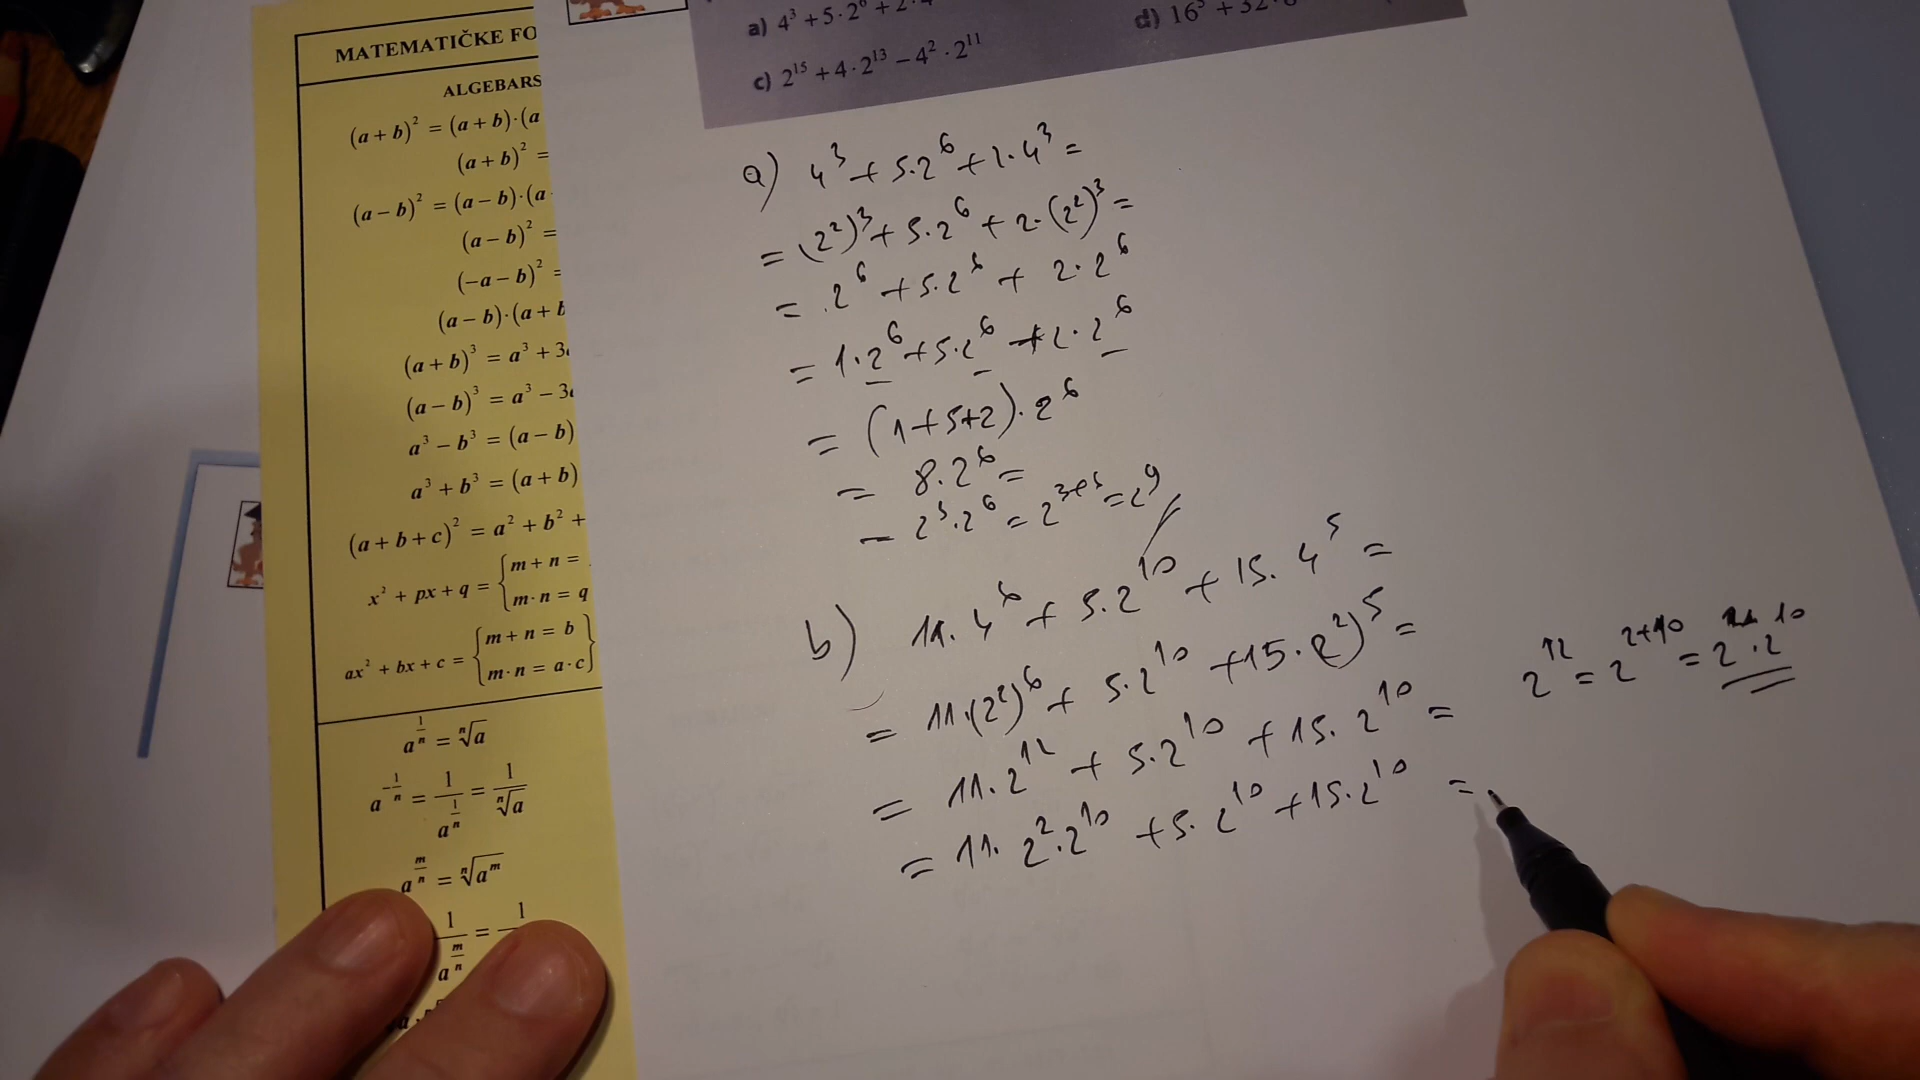 MATEMATIČKE FO
ALGEBARS
(a + b)² = (a + b)·(a
(a + b)² =
(a − b)² = (a − b)·(a
(a − b)² =
(−a − b)² =
(a − b)·(a + b
(a + b)³ = a³ + 3
(a − b)³ = a³ − 3
a³ − b³ = (a − b)
a³ + b³ = (a + b)
(a + b + c)² = a² + b² +
x² + px + q = { m + n =
m · n = q
ax² + bx + c = { m + n = b
m · n = a · c }
a^(1/n) = ⁿ√a
a^(−1/n) = 1/a^(1/n) = 1/ⁿ√a
a^(m/n) = ⁿ√a^m
1/a^(m/n) = 1
a) 4³ + 5 · 2⁶ + 2 ·
d) 16³ + 32 ·
c) 2¹⁵ + 4 · 2¹³ − 4² · 2¹¹
a) 4³ + 5·2⁶ + 2·4³ =
= (2²)³ + 5·2⁶ + 2·(2²)³ =
= 2⁶ + 5·2⁶ + 2·2⁶
= 1·2⁶ + 5·2⁶ + 2·2⁶
= (1+5+2)·2⁶
= 8·2⁶ =
= 2³·2⁶ = 2³⁺⁶ = 2⁹
b) 11·4⁶ + 5·2¹⁰ + 15·4⁵ =
= 11·(2²)⁶ + 5·2¹⁰ + 15·(2²)⁵ =
= 11·2¹² + 5·2¹⁰ + 15·2¹⁰ =
= 11·2²·2¹⁰ + 5·2¹⁰ + 15·2¹⁰ =
2¹² = 2²⁺¹⁰ = 2²·2¹⁰